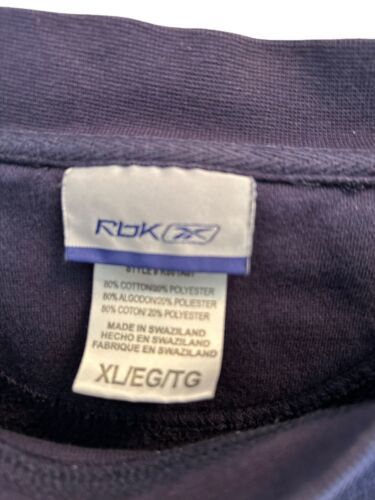 RbK
STYLE #
80% COTTON/20% POLYESTER
80% ALGODON/20% POLIESTER
80% COTON/ 20% POLYESTER
MADE IN SWAZILAND
HECHO EN SWAZILAND
FABRIQUE EN SWAZILAND
XL/EG/TG